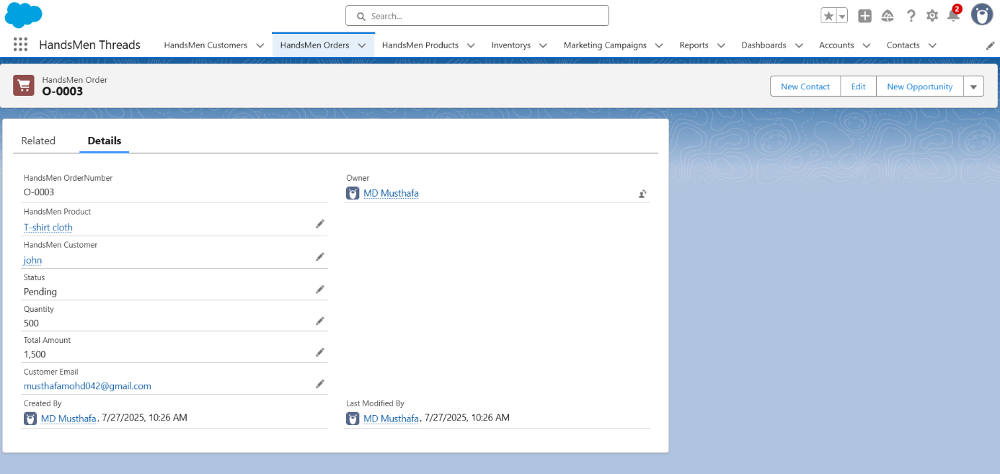 Search...
2
HandsMen Threads
HandsMen Customers
HandsMen Orders
HandsMen Products
Inventorys
Marketing Campaigns
Reports
Dashboards
Accounts
Contacts
HandsMen Order
O-0003
New Contact
Edit
New Opportunity
Related
Details
HandsMen OrderNumber
O-0003
Owner
MD Musthafa
HandsMen Product
T-shirt cloth
HandsMen Customer
john
Status
Pending
Quantity
500
Total Amount
1,500
Customer Email
musthafamohd042@gmail.com
Created By
MD Musthafa, 7/27/2025, 10:26 AM
Last Modified By
MD Musthafa, 7/27/2025, 10:26 AM